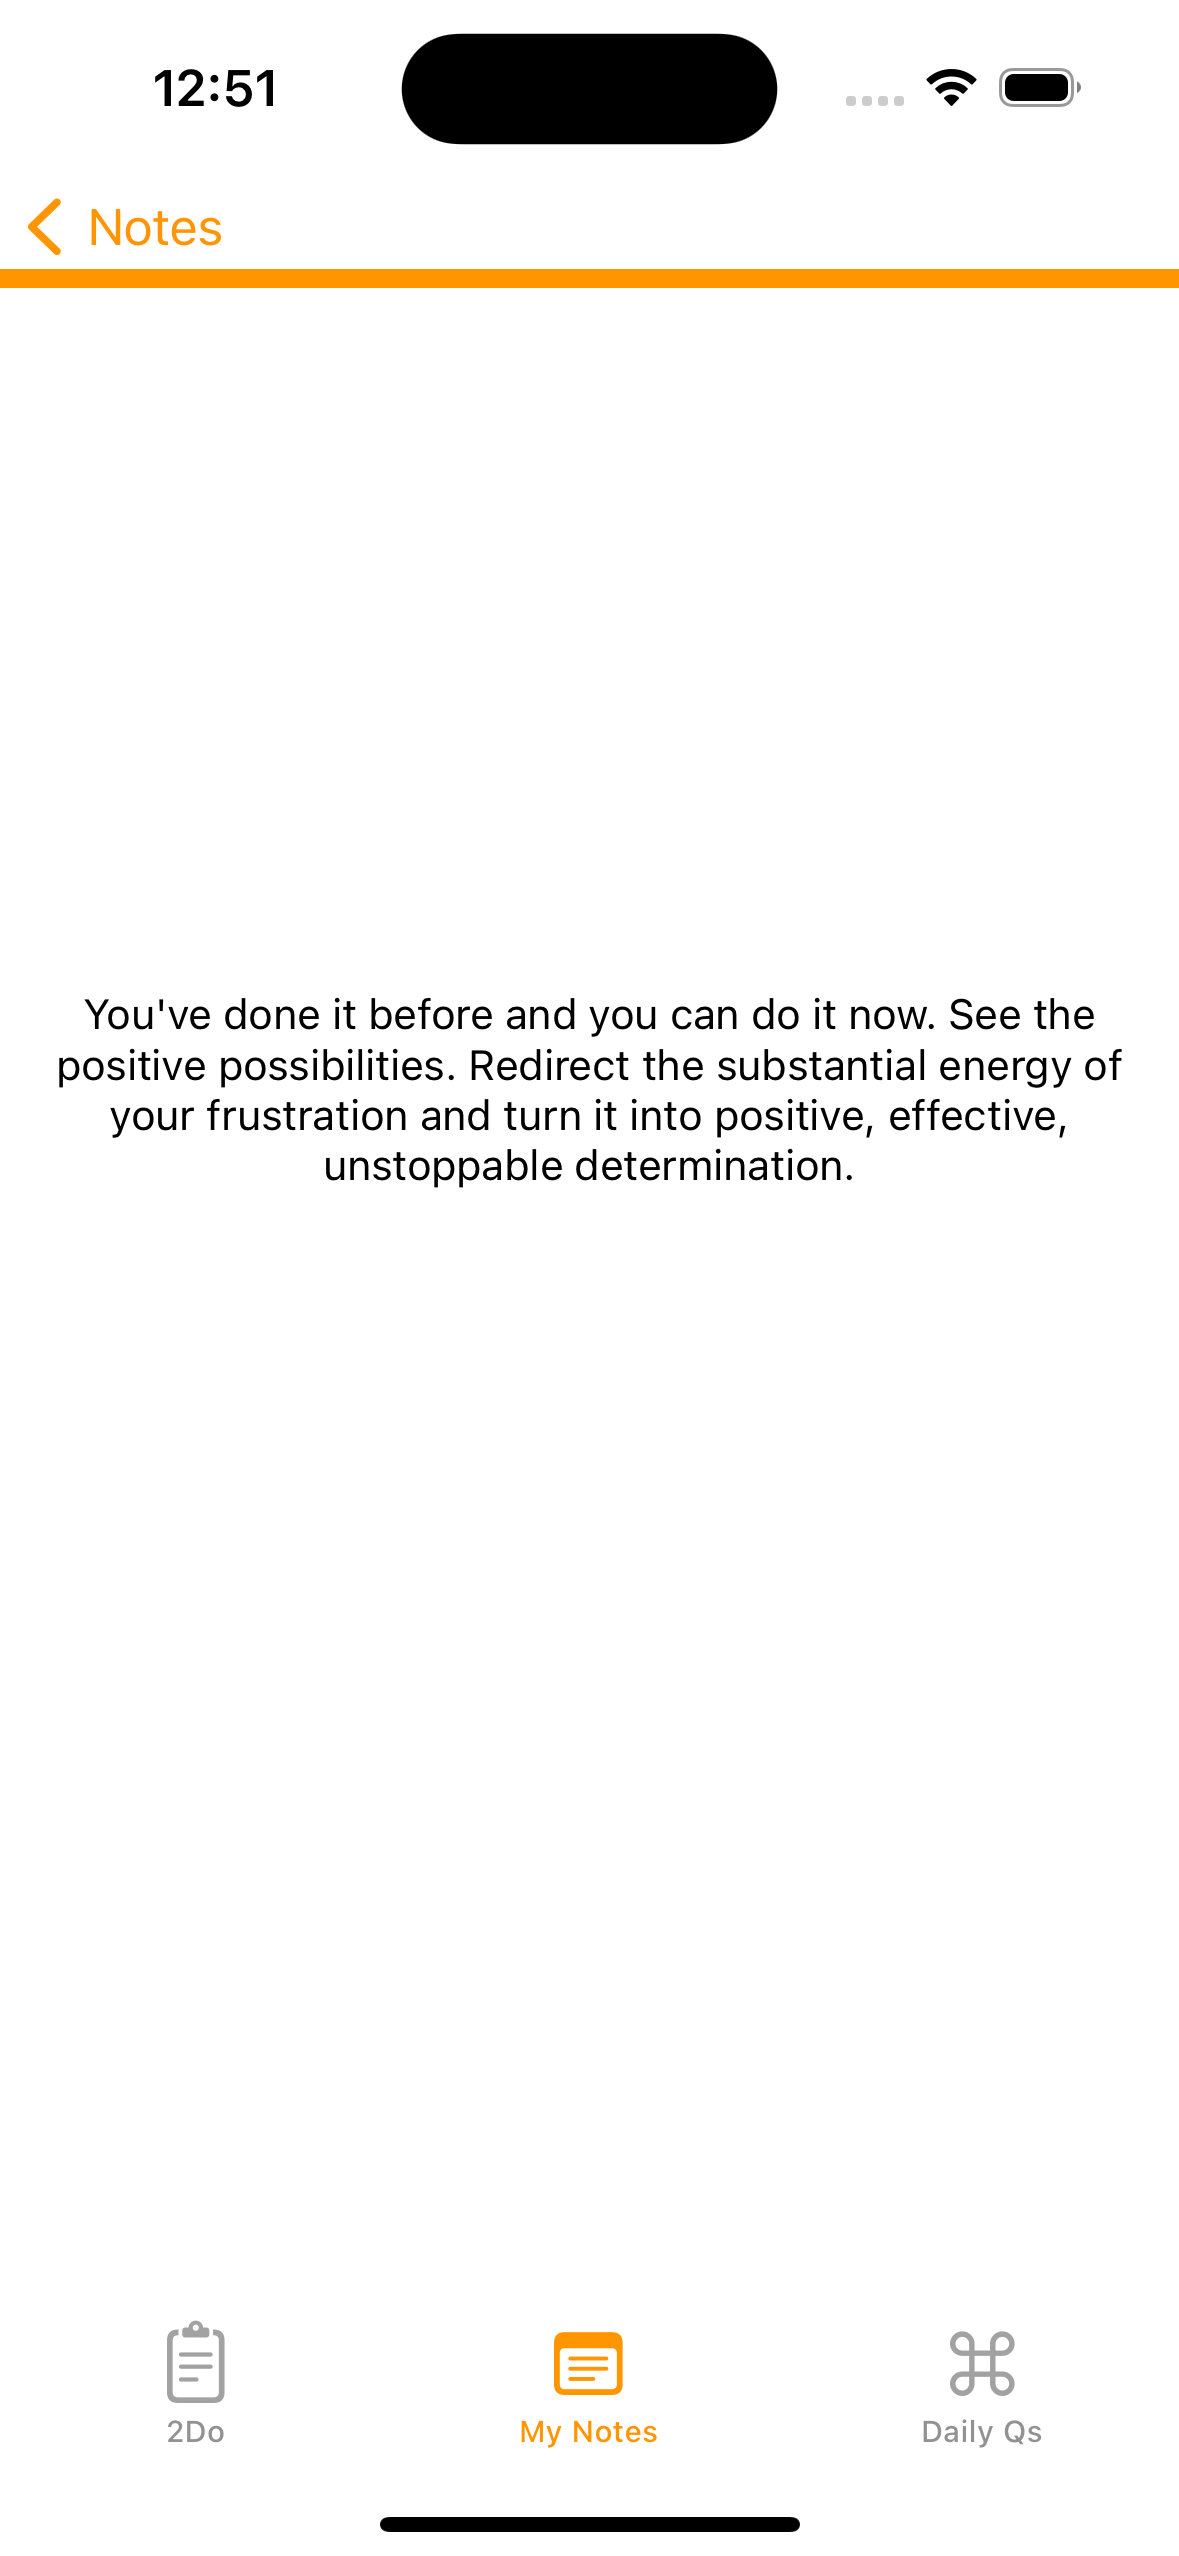 12:51
Notes
You've done it before and you can do it now. See the
positive possibilities. Redirect the substantial energy of
your frustration and turn it into positive, effective,
unstoppable determination.
2Do
My Notes
Daily Qs